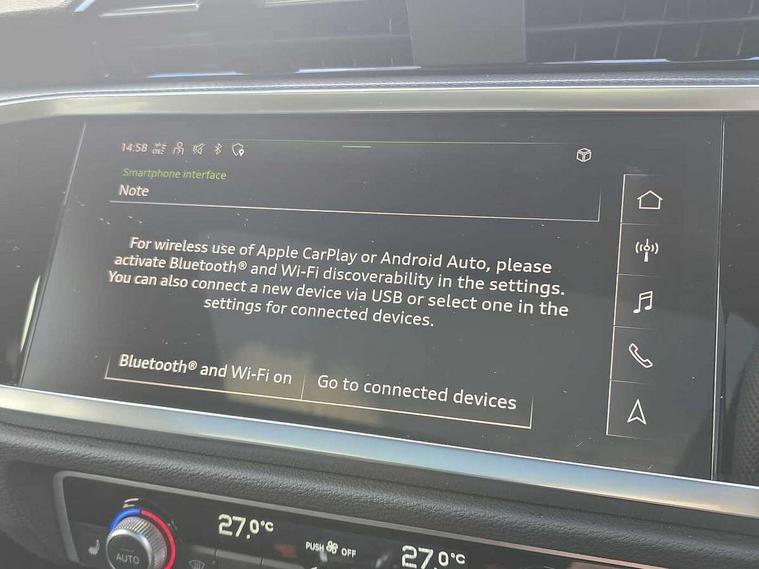 14:58
Smartphone interface
Note
For wireless use of Apple CarPlay or Android Auto, please
activate Bluetooth® and Wi-Fi discoverability in the settings.
You can also connect a new device via USB or select one in the
settings for connected devices.
Bluetooth® and Wi-Fi on
Go to connected devices
27.0°C
PUSH OFF
27.0°C
AUTO